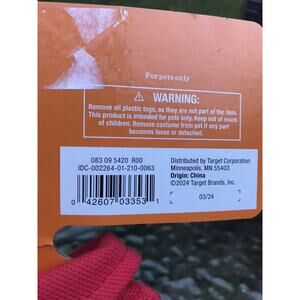 For pets only
⚠ WARNING:
Remove all plastic tags, as they are not part of the item.
This product is intended for pets only. Keep out of reach
of children. Remove costume from pet if any part
becomes loose or detached.
083 09 5420 R00
IDC-002264-01-210-0063
0 42607 03353 1
Distributed by Target Corporation
Minneapolis, MN 55403
Origin: China
©2024 Target Brands, Inc.
03/24